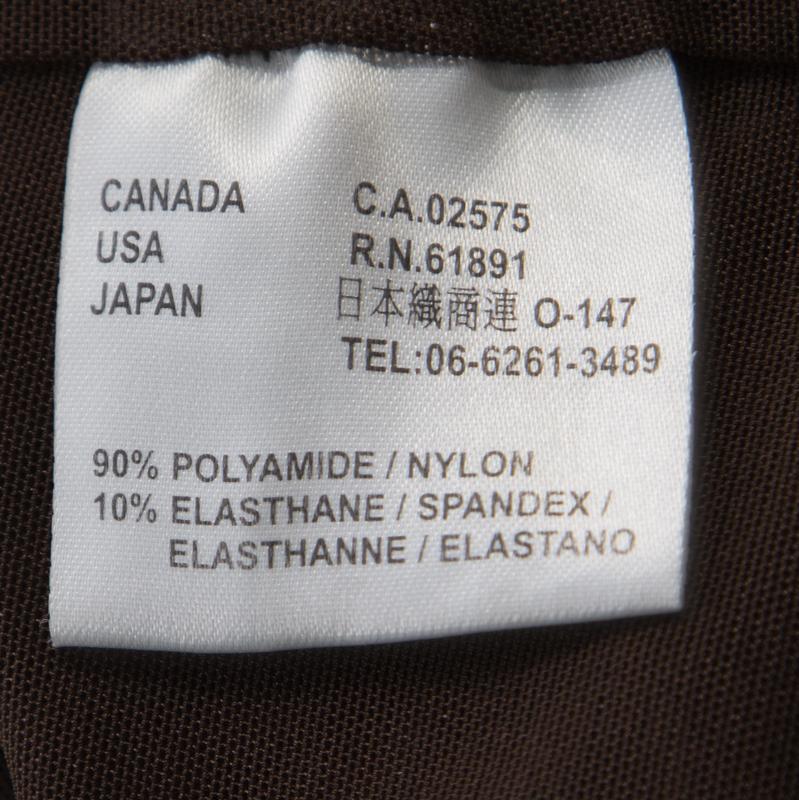 CANADA C.A.02575
USA R.N.61891
JAPAN 日本織商連 O-147
TEL:06-6261-3489
90% POLYAMIDE / NYLON
10% ELASTHANE / SPANDEX /
ELASTHANNE / ELASTANO